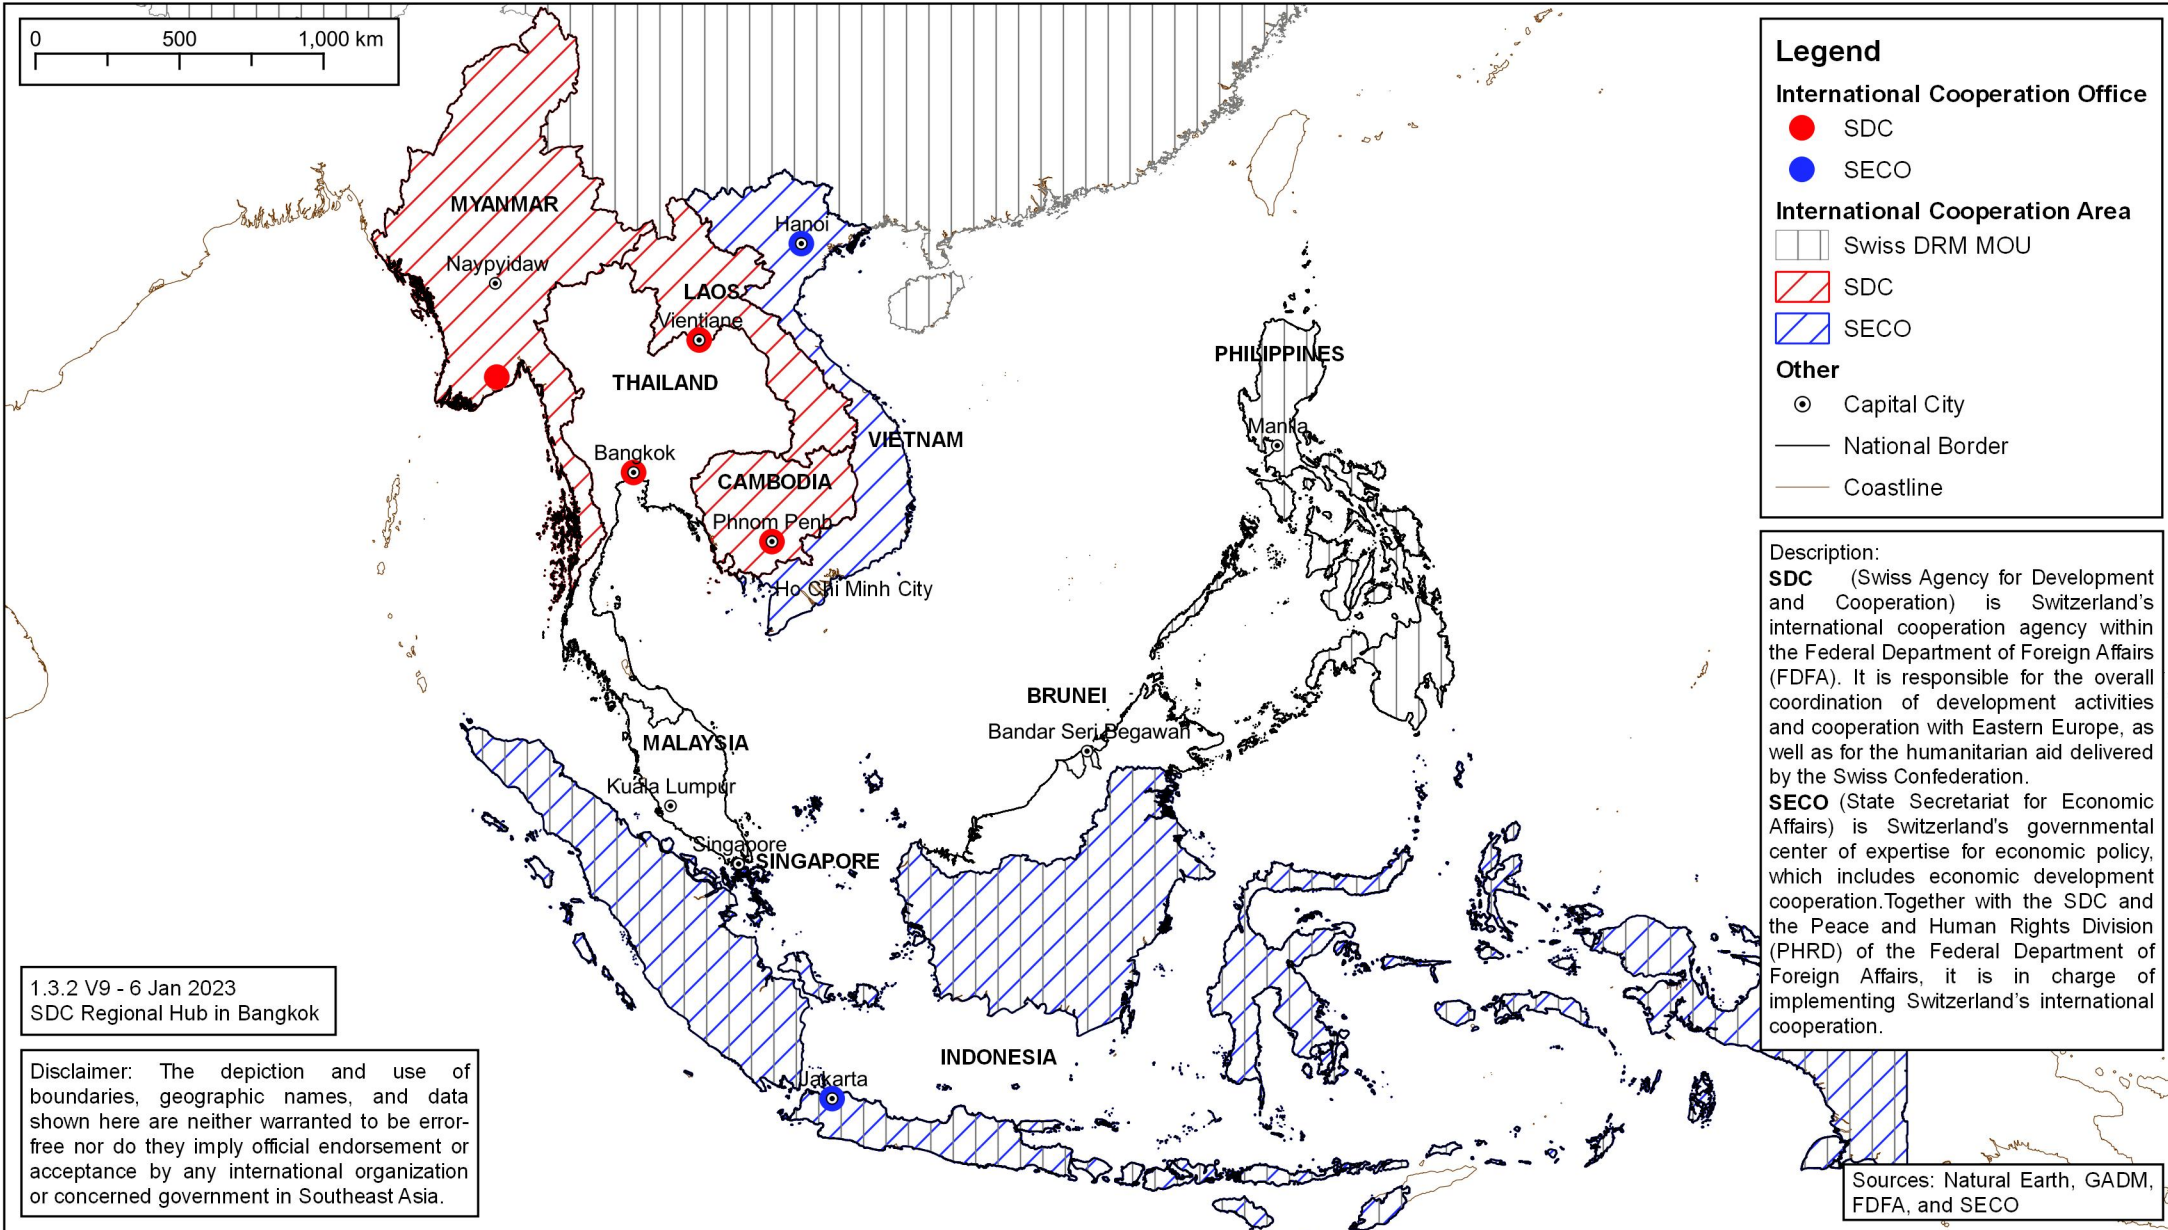 0 500 1,000 km
MYANMAR
Naypyidaw
Hanoi
LAOS
Vientiane
THAILAND
VIETNAM
Bangkok
CAMBODIA
Phnom Penh
Ho Chi Minh City
PHILIPPINES
Manila
BRUNEI
Bandar Seri Begawan
MALAYSIA
Kuala Lumpur
Singapore
SINGAPORE
INDONESIA
Jakarta
Legend
International Cooperation Office
SDC
SECO
International Cooperation Area
Swiss DRM MOU
SDC
SECO
Other
Capital City
National Border
Coastline
Description:
SDC (Swiss Agency for Development
and Cooperation) is Switzerland's
international cooperation agency within
the Federal Department of Foreign Affairs
(FDFA). It is responsible for the overall
coordination of development activities
and cooperation with Eastern Europe, as
well as for the humanitarian aid delivered
by the Swiss Confederation.
SECO (State Secretariat for Economic
Affairs) is Switzerland's governmental
center of expertise for economic policy,
which includes economic development
cooperation.Together with the SDC and
the Peace and Human Rights Division
(PHRD) of the Federal Department of
Foreign Affairs, it is in charge of
implementing Switzerland's international
cooperation.
1.3.2 V9 - 6 Jan 2023
SDC Regional Hub in Bangkok
Disclaimer: The depiction and use of
boundaries, geographic names, and data
shown here are neither warranted to be error-
free nor do they imply official endorsement or
acceptance by any international organization
or concerned government in Southeast Asia.
Sources: Natural Earth, GADM,
FDFA, and SECO